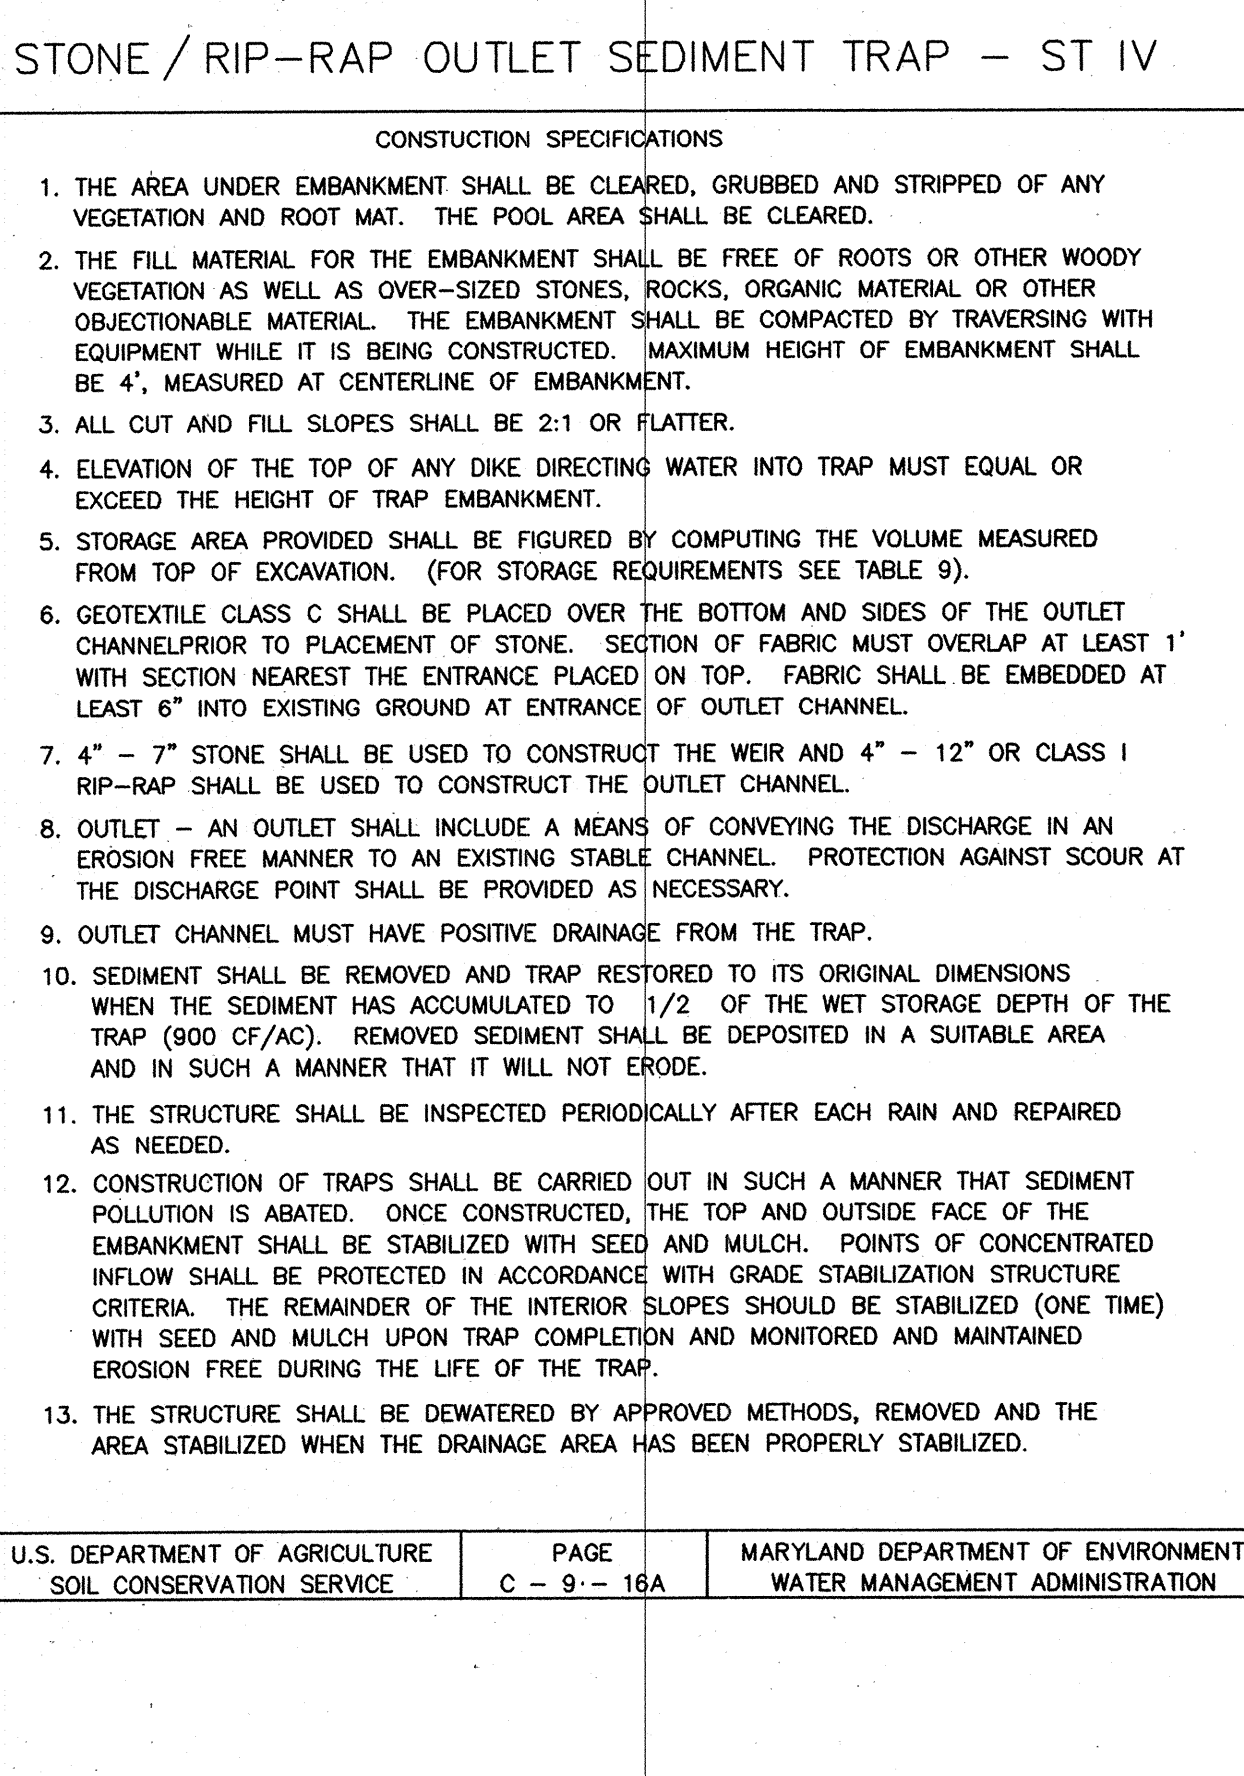 STONE / RIP-RAP OUTLET SEDIMENT TRAP - ST IV
CONSTUCTION SPECIFICATIONS
1. THE AREA UNDER EMBANKMENT SHALL BE CLEARED, GRUBBED AND STRIPPED OF ANY
VEGETATION AND ROOT MAT. THE POOL AREA SHALL BE CLEARED.
2. THE FILL MATERIAL FOR THE EMBANKMENT SHALL BE FREE OF ROOTS OR OTHER WOODY
VEGETATION AS WELL AS OVER-SIZED STONES, ROCKS, ORGANIC MATERIAL OR OTHER
OBJECTIONABLE MATERIAL. THE EMBANKMENT SHALL BE COMPACTED BY TRAVERSING WITH
EQUIPMENT WHILE IT IS BEING CONSTRUCTED. MAXIMUM HEIGHT OF EMBANKMENT SHALL
BE 4', MEASURED AT CENTERLINE OF EMBANKMENT.
3. ALL CUT AND FILL SLOPES SHALL BE 2:1 OR FLATTER.
4. ELEVATION OF THE TOP OF ANY DIKE DIRECTING WATER INTO TRAP MUST EQUAL OR
EXCEED THE HEIGHT OF TRAP EMBANKMENT.
5. STORAGE AREA PROVIDED SHALL BE FIGURED BY COMPUTING THE VOLUME MEASURED
FROM TOP OF EXCAVATION. (FOR STORAGE REQUIREMENTS SEE TABLE 9).
6. GEOTEXTILE CLASS C SHALL BE PLACED OVER THE BOTTOM AND SIDES OF THE OUTLET
CHANNELPRIOR TO PLACEMENT OF STONE. SECTION OF FABRIC MUST OVERLAP AT LEAST 1'
WITH SECTION NEAREST THE ENTRANCE PLACED ON TOP. FABRIC SHALL BE EMBEDDED AT
LEAST 6" INTO EXISTING GROUND AT ENTRANCE OF OUTLET CHANNEL.
7. 4" - 7" STONE SHALL BE USED TO CONSTRUCT THE WEIR AND 4" - 12" OR CLASS I
RIP-RAP SHALL BE USED TO CONSTRUCT THE OUTLET CHANNEL.
8. OUTLET - AN OUTLET SHALL INCLUDE A MEANS OF CONVEYING THE DISCHARGE IN AN
EROSION FREE MANNER TO AN EXISTING STABLE CHANNEL. PROTECTION AGAINST SCOUR AT
THE DISCHARGE POINT SHALL BE PROVIDED AS NECESSARY.
9. OUTLET CHANNEL MUST HAVE POSITIVE DRAINAGE FROM THE TRAP.
10. SEDIMENT SHALL BE REMOVED AND TRAP RESTORED TO ITS ORIGINAL DIMENSIONS
WHEN THE SEDIMENT HAS ACCUMULATED TO 1/2 OF THE WET STORAGE DEPTH OF THE
TRAP (900 CF/AC). REMOVED SEDIMENT SHALL BE DEPOSITED IN A SUITABLE AREA
AND IN SUCH A MANNER THAT IT WILL NOT ERODE.
11. THE STRUCTURE SHALL BE INSPECTED PERIODICALLY AFTER EACH RAIN AND REPAIRED
AS NEEDED.
12. CONSTRUCTION OF TRAPS SHALL BE CARRIED OUT IN SUCH A MANNER THAT SEDIMENT
POLLUTION IS ABATED. ONCE CONSTRUCTED, THE TOP AND OUTSIDE FACE OF THE
EMBANKMENT SHALL BE STABILIZED WITH SEED AND MULCH. POINTS OF CONCENTRATED
INFLOW SHALL BE PROTECTED IN ACCORDANCE WITH GRADE STABILIZATION STRUCTURE
CRITERIA. THE REMAINDER OF THE INTERIOR SLOPES SHOULD BE STABILIZED (ONE TIME)
WITH SEED AND MULCH UPON TRAP COMPLETION AND MONITORED AND MAINTAINED
EROSION FREE DURING THE LIFE OF THE TRAP.
13. THE STRUCTURE SHALL BE DEWATERED BY APPROVED METHODS, REMOVED AND THE
AREA STABILIZED WHEN THE DRAINAGE AREA HAS BEEN PROPERLY STABILIZED.
U.S. DEPARTMENT OF AGRICULTURE
SOIL CONSERVATION SERVICE
PAGE
C - 9 - 16A
MARYLAND DEPARTMENT OF ENVIRONMENT
WATER MANAGEMENT ADMINISTRATION